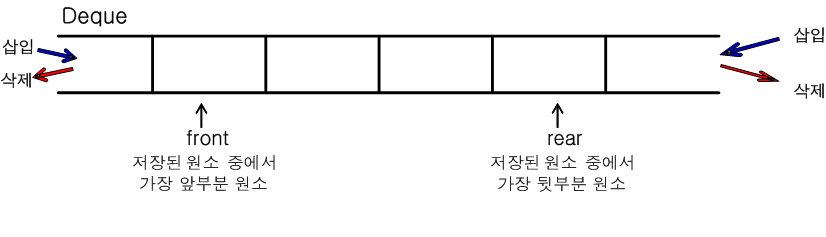 Deque
삽입
삭제
삽입
삭제
front
저장된 원소 중에서
가장 앞부분 원소
rear
저장된 원소 중에서
가장 뒷부분 원소